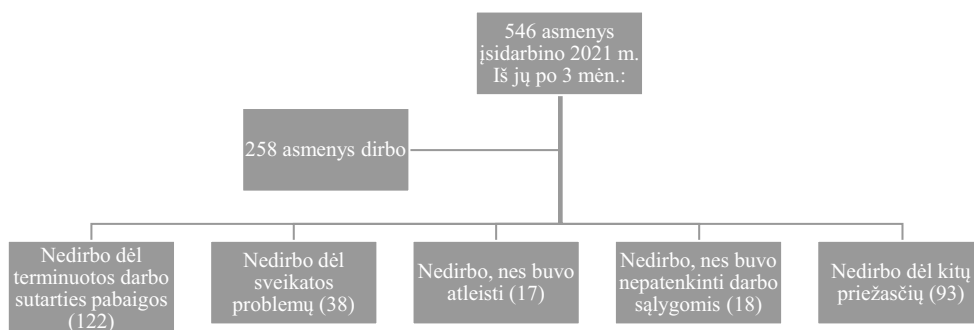 546 asmenys
įsidarbino 2021 m.
Iš jų po 3 mėn.:
258 asmenys dirbo
Nedirbo dėl
terminuotos darbo
sutarties pabaigos
(122)
Nedirbo dėl
sveikatos
problemų (38)
Nedirbo, nes buvo
atleisti (17)
Nedirbo, nes buvo
nepatenkinti darbo
sąlygomis (18)
Nedirbo dėl kitų
priežasčių (93)